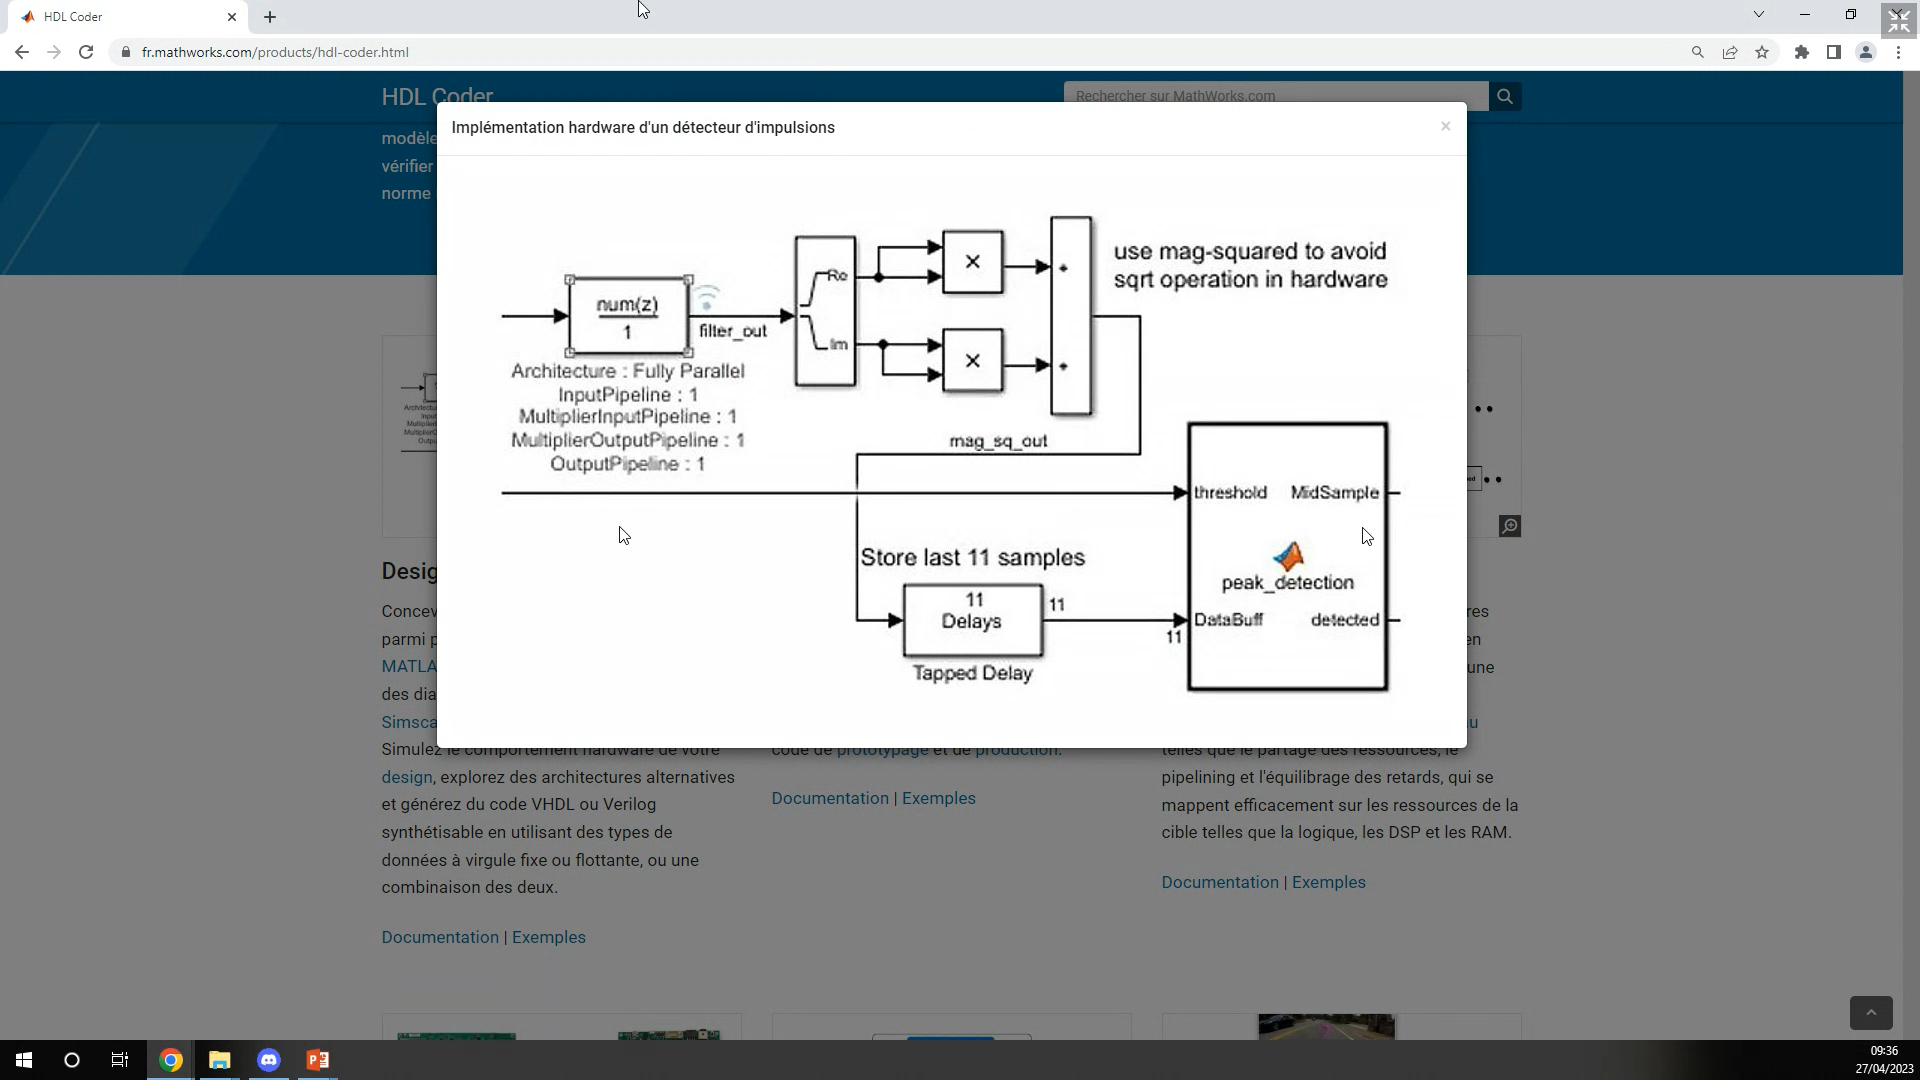 HDL Coder
fr.mathworks.com/products/hdl-coder.html
HDL Coder
Rechercher sur MathWorks.com
modèle
vérifier
norme
Implémentation hardware d'un détecteur d'impulsions
num(z)
1
filter_out
Re
Im
×
×
+
+
use mag-squared to avoid
sqrt operation in hardware
Architecture : Fully Parallel
InputPipeline : 1
MultiplierInputPipeline : 1
MultiplierOutputPipeline : 1
OutputPipeline : 1
mag_sq_out
threshold
MidSample
Store last 11 samples
11
Delays
11
Tapped Delay
11
peak_detection
DataBuff
detected
Desig
Concev
parmi p
MATLA
des dia
Simsca
Simulez le comportement hardware de votre
design, explorez des architectures alternatives
et générez du code VHDL ou Verilog
synthétisable en utilisant des types de
données à virgule fixe ou flottante, ou une
combinaison des deux.
Documentation | Exemples
code de prototypage et de production.
Documentation | Exemples
res
en
une
u
telles que le partage des ressources, le
pipelining et l'équilibrage des retards, qui se
mappent efficacement sur les ressources de la
cible telles que la logique, les DSP et les RAM.
Documentation | Exemples
09:36
27/04/2023